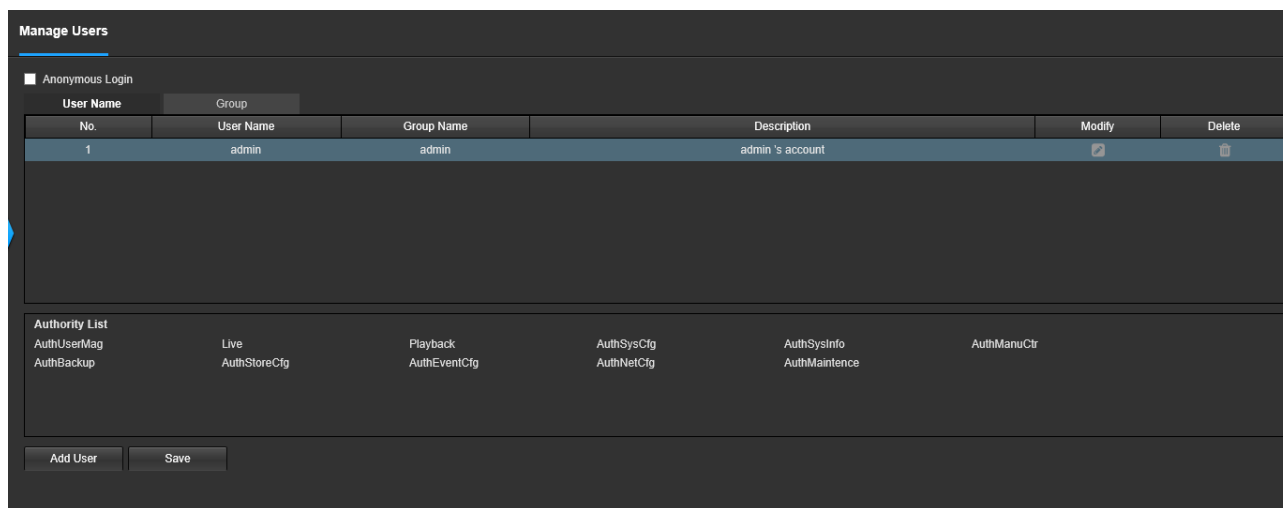 Manage Users
Anonymous Login
User Name Group
No. User Name Group Name Description Modify Delete
1 admin admin admin 's account
Authority List
AuthUserMag Live Playback AuthSysCfg AuthSysInfo AuthManuCtr
AuthBackup AuthStoreCfg AuthEventCfg AuthNetCfg AuthMaintence
Add User Save